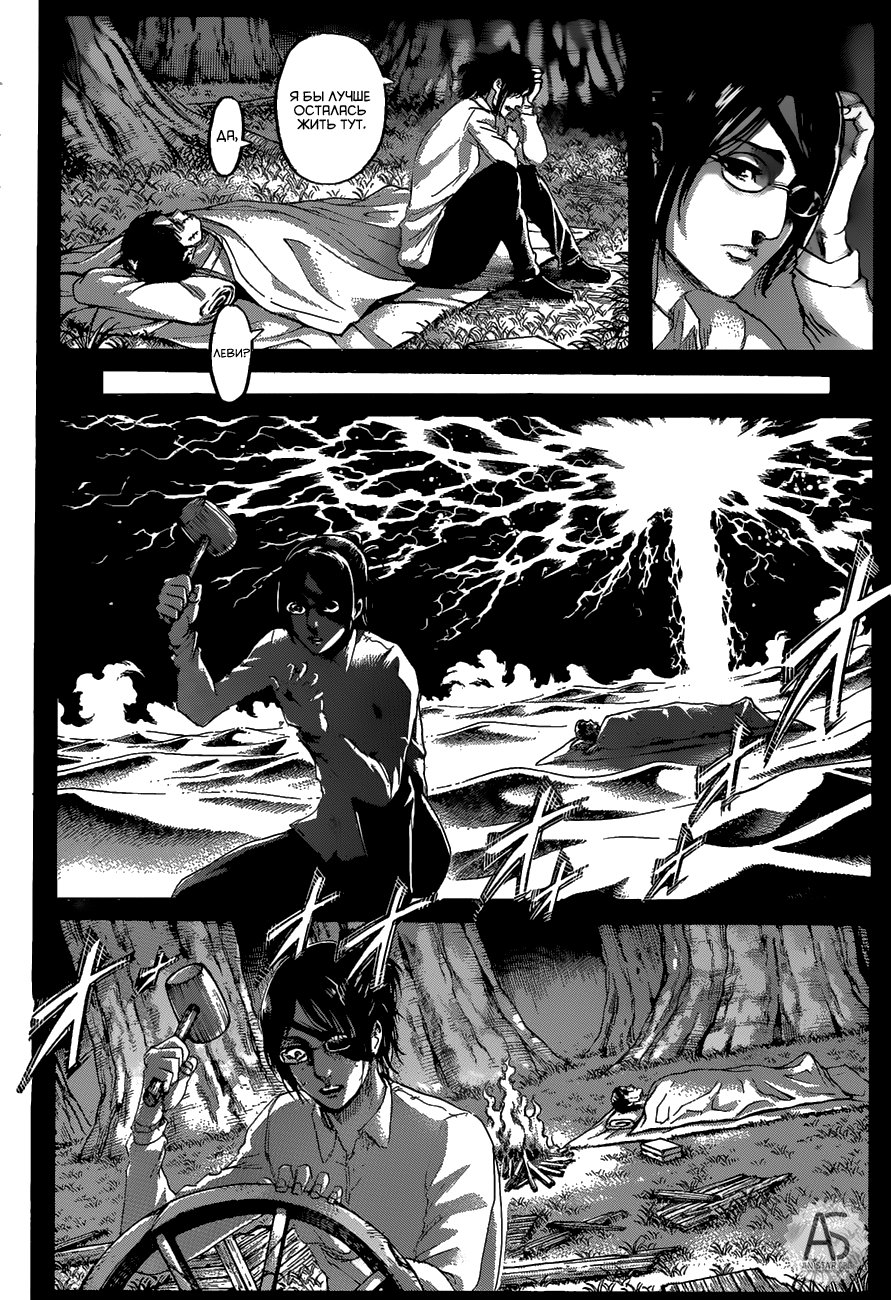 Я БЫ ЛУЧШЕ
ОСТАЛАСЬ
ЖИТЬ ТУТ.
ДА,
ЛЕВИ?
AS